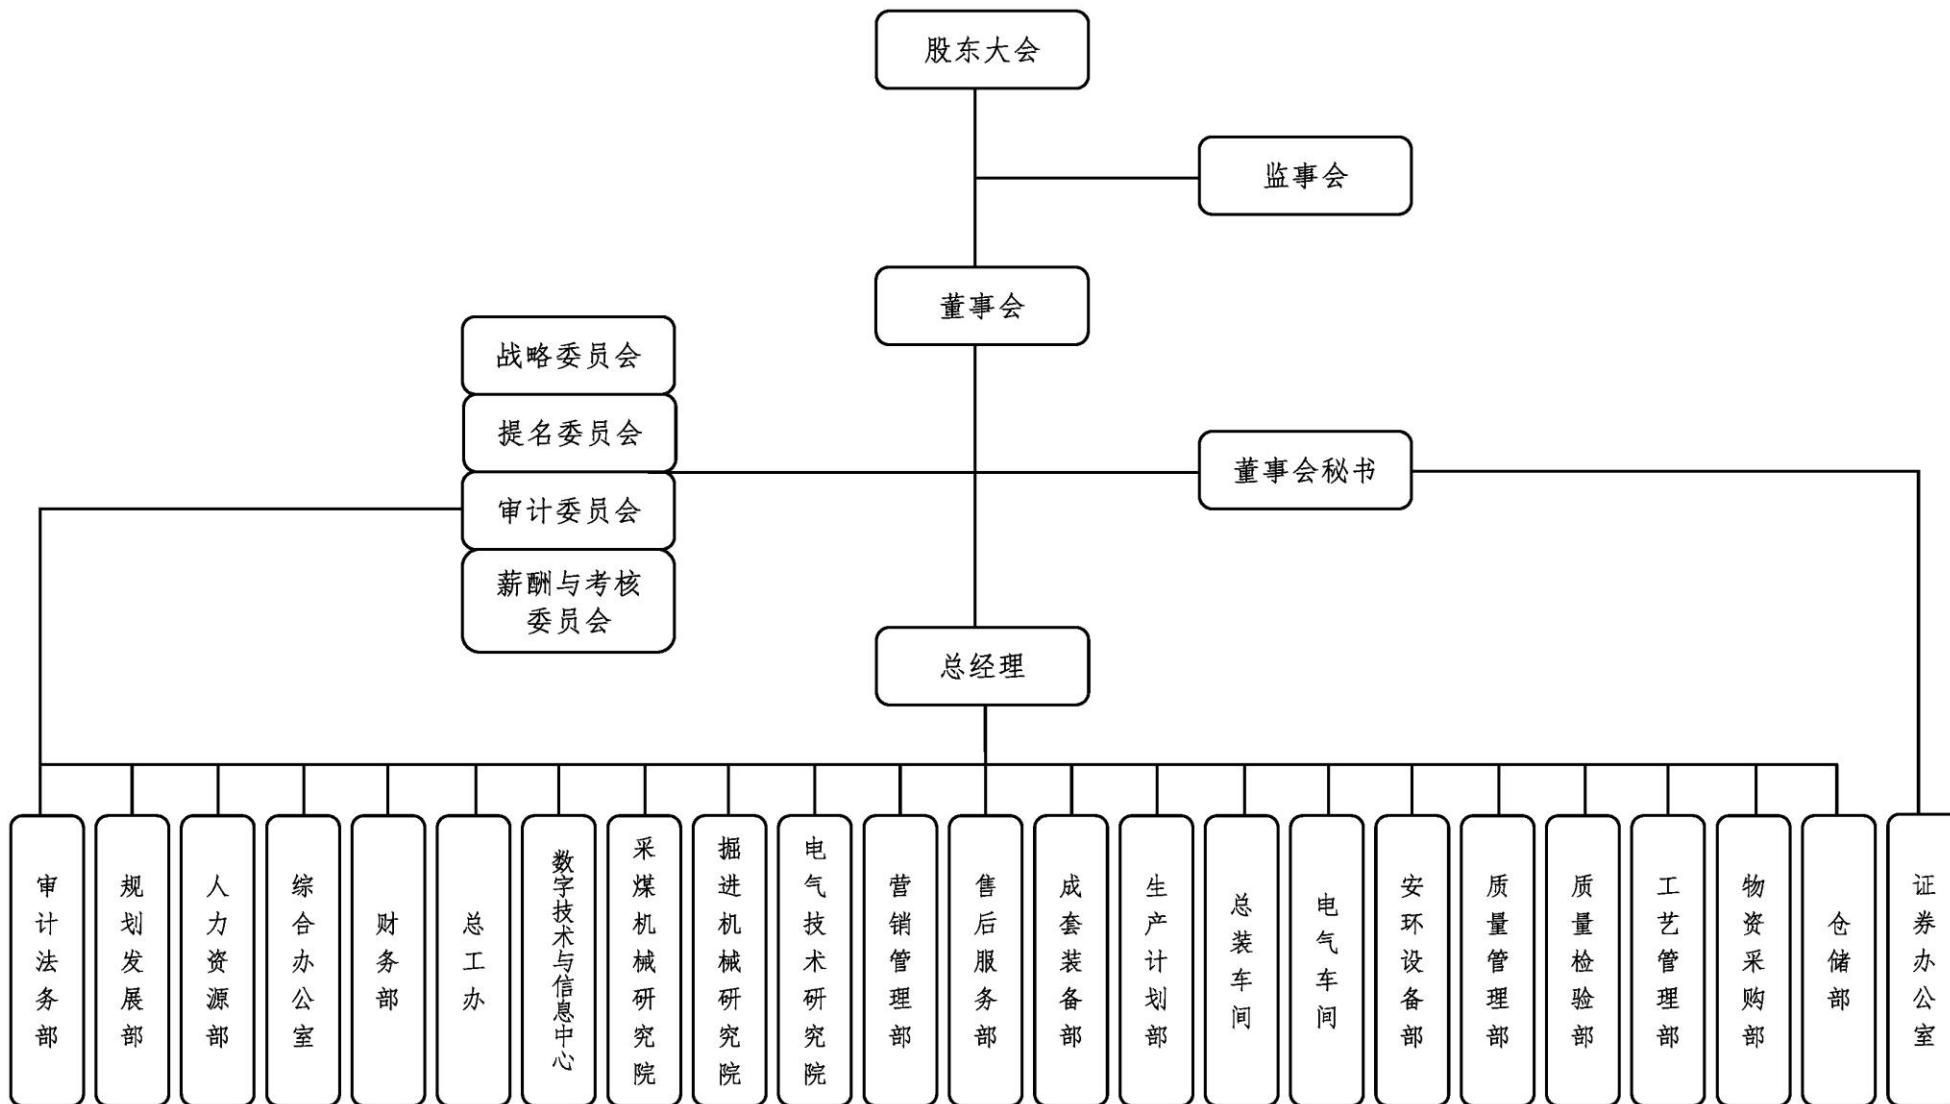 股东大会
监事会
董事会
战略委员会
提名委员会
董事会秘书
审计委员会
薪酬与考核
委员会
总经理
审计法务部
规划发展部
人力资源部
综合办公室
财务部
总工办
数字技术与信息中心
采煤机械研究院
掘进机械研究院
电气技术研究院
营销管理部
售后服务部
成套装备部
生产计划部
总装车间
电气车间
安环设备部
质量管理部
质量检验部
工艺管理部
物资采购部
仓储部
证券办公室